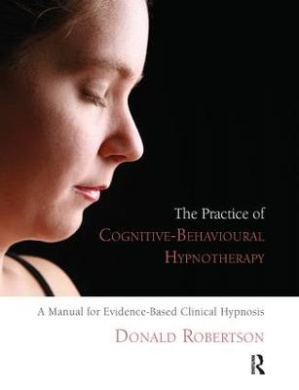 The Practice of
COGNITIVE-BEHAVIOURAL
HYPNOTHERAPY
A Manual for Evidence-Based Clinical Hypnosis
DONALD ROBERTSON
R